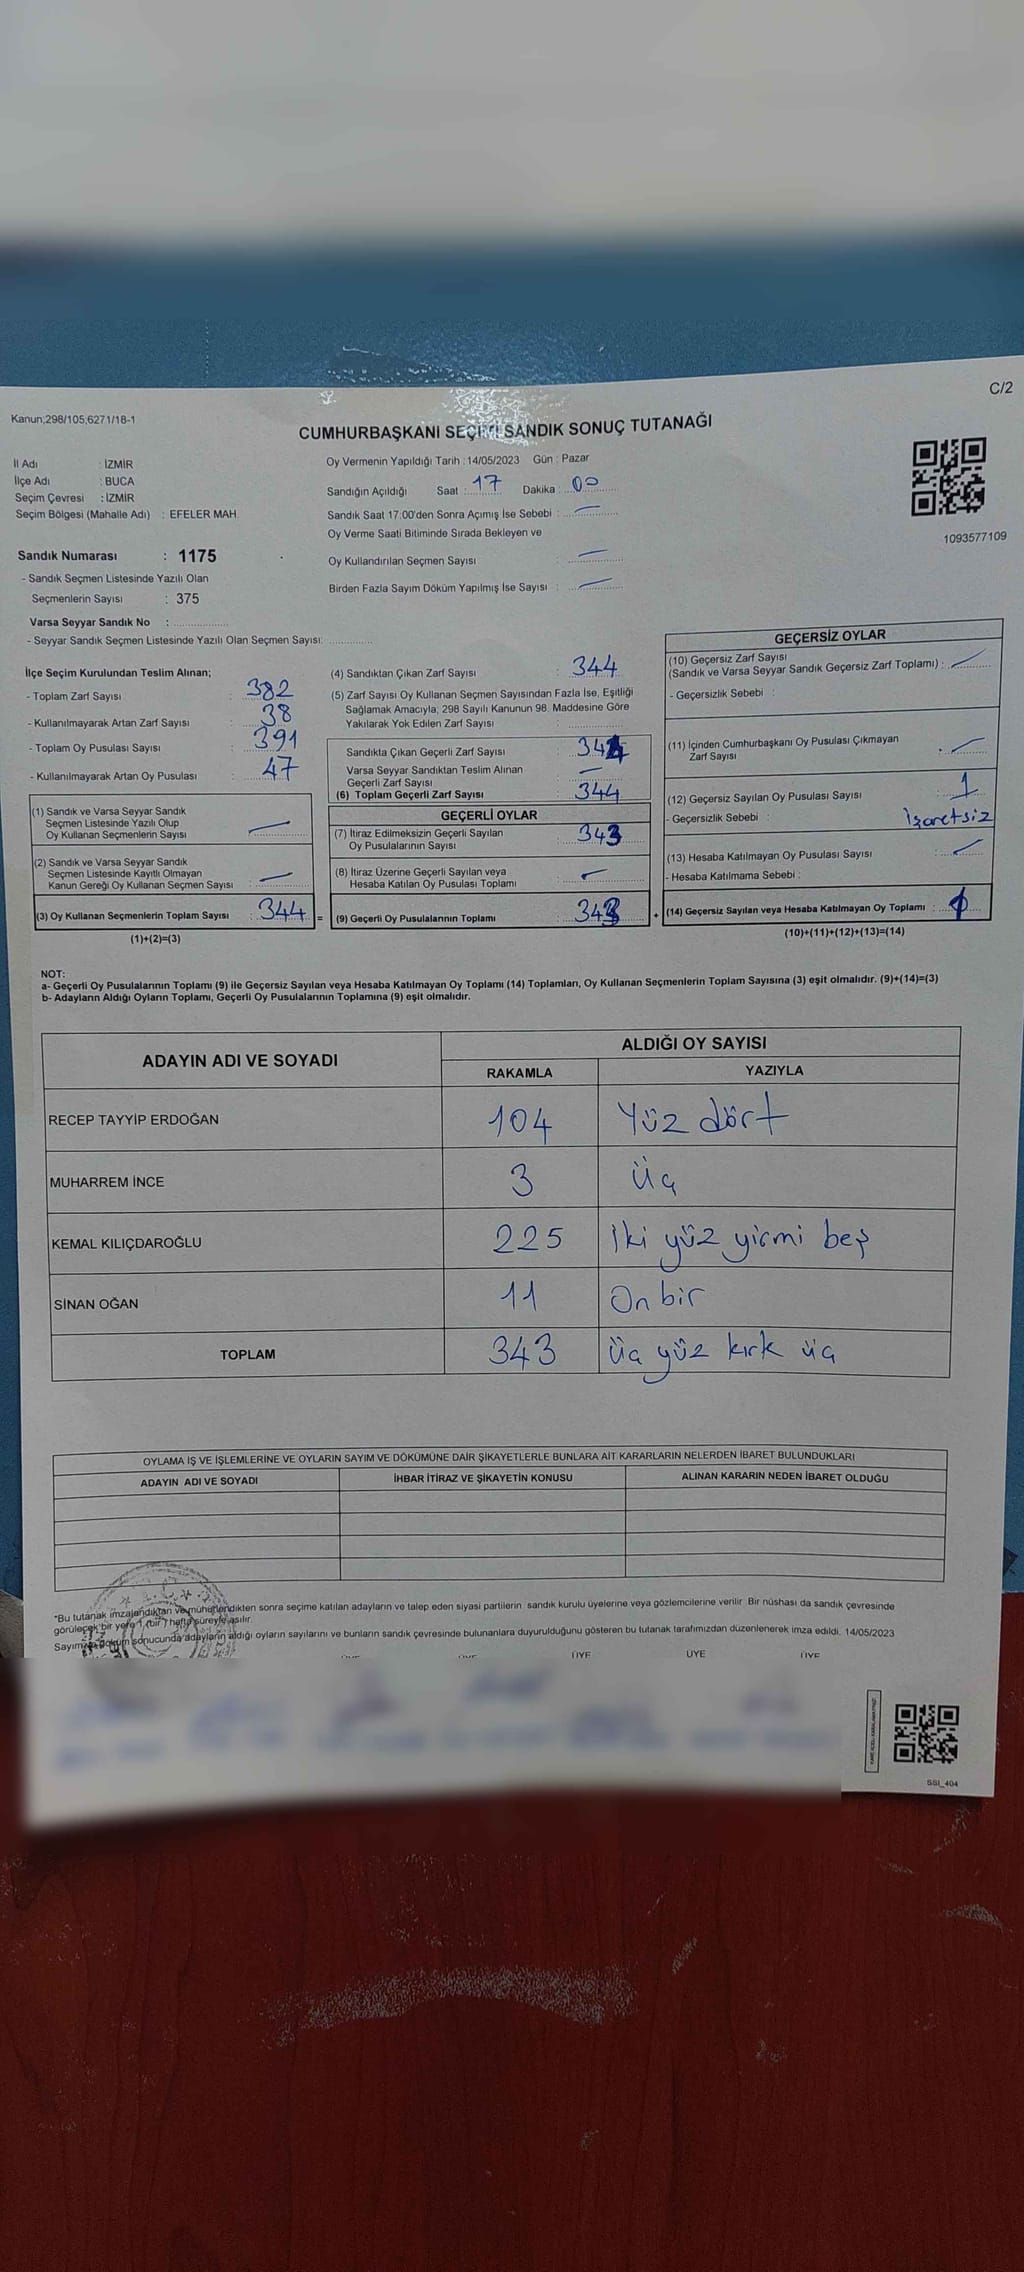 C/2
Kanun;298/105,6271/18-1
CUMHURBAŞKANI SEÇİMİ SANDIK SONUÇ TUTANAĞI
İl Adı : İZMİR
İlçe Adı : BUCA
Seçim Çevresi : İZMİR
Seçim Bölgesi (Mahalle Adı) : EFELER MAH.
Oy Vermenin Yapıldığı Tarih : 14/05/2023 Gün : Pazar
Sandığın Açıldığı Saat : 17 Dakika : 00
Sandık Saat 17:00'den Sonra Açımış İse Sebebi : —
Oy Verme Saati Bitiminde Sırada Bekleyen ve
Oy Kullandırılan Seçmen Sayısı : —
Birden Fazla Sayım Döküm Yapılmış İse Sayısı : —
1093577109
Sandık Numarası : 1175
- Sandık Seçmen Listesinde Yazılı Olan
Seçmenlerin Sayısı : 375
Varsa Seyyar Sandık No :
- Seyyar Sandık Seçmen Listesinde Yazılı Olan Seçmen Sayısı:
İlçe Seçim Kurulundan Teslim Alınan;
- Toplam Zarf Sayısı : 382
- Kullanılmayarak Artan Zarf Sayısı : 38
- Toplam Oy Pusulası Sayısı : 391
- Kullanılmayarak Artan Oy Pusulası : 47
(1) Sandık ve Varsa Seyyar Sandık
Seçmen Listesinde Yazılı Olup
Oy Kullanan Seçmenlerin Sayısı : —
(2) Sandık ve Varsa Seyyar Sandık
Seçmen Listesinde Kayıtlı Olmayan
Kanun Gereği Oy Kullanan Seçmen Sayısı : —
(3) Oy Kullanan Seçmenlerin Toplam Sayısı : 344 =
(1)+(2)=(3)
(4) Sandıktan Çıkan Zarf Sayısı : 344
(5) Zarf Sayısı Oy Kullanan Seçmen Sayısından Fazla İse, Eşitliği
Sağlamak Amacıyla, 298 Sayılı Kanunun 98. Maddesine Göre
Yakılarak Yok Edilen Zarf Sayısı :
Sandıkta Çıkan Geçerli Zarf Sayısı : 344
Varsa Seyyar Sandıktan Teslim Alınan
Geçerli Zarf Sayısı : —
(6) Toplam Geçerli Zarf Sayısı : 344
GEÇERLİ OYLAR
(7) İtiraz Edilmeksizin Geçerli Sayılan
Oy Pusulalarının Sayısı : 343
(8) İtiraz Üzerine Geçerli Sayılan veya
Hesaba Katılan Oy Pusulası Toplamı : —
(9) Geçerli Oy Pusulalarının Toplamı : 343 +
GEÇERSİZ OYLAR
(10) Geçersiz Zarf Sayısı
(Sandık ve Varsa Seyyar Sandık Geçersiz Zarf Toplamı) : —
- Geçersizlik Sebebi :
(11) İçinden Cumhurbaşkanı Oy Pusulası Çıkmayan
Zarf Sayısı : —
(12) Geçersiz Sayılan Oy Pusulası Sayısı : 1
- Geçersizlik Sebebi : İşaretsiz
(13) Hesaba Katılmayan Oy Pusulası Sayısı : —
- Hesaba Katılmama Sebebi :
(14) Geçersiz Sayılan veya Hesaba Katılmayan Oy Toplamı :
(10)+(11)+(12)+(13)=(14)
NOT:
a- Geçerli Oy Pusulalarının Toplamı (9) ile Geçersiz Sayılan veya Hesaba Katılmayan Oy Toplamı (14) Toplamları, Oy Kullanan Seçmenlerin Toplam Sayısına (3) eşit olmalıdır. (9)+(14)=(3)
b- Adayların Aldığı Oyların Toplamı, Geçerli Oy Pusulalarının Toplamına (9) eşit olmalıdır.
ADAYIN ADI VE SOYADI ALDIĞI OY SAYISI
RAKAMLA YAZIYLA
RECEP TAYYİP ERDOĞAN 104 Yüz dört
MUHARREM İNCE 3 Üç
KEMAL KILIÇDAROĞLU 225 İki yüz yirmi beş
SİNAN OĞAN 11 On bir
TOPLAM 343 üç yüz kırk üç
OYLAMA İŞ VE İŞLEMLERİNE VE OYLARIN SAYIM VE DÖKÜMÜNE DAİR ŞİKAYETLERLE BUNLARA AİT KARARLARIN NELERDEN İBARET BULUNDUKLARI
ADAYIN ADI VE SOYADI İHBAR İTİRAZ VE ŞİKAYETİN KONUSU ALINAN KARARIN NEDEN İBARET OLDUĞU
*Bu tutanak imzalandıktan ve mühürlendikten sonra seçime katılan adayların ve talep eden siyasi partilerin sandık kurulu üyelerine veya gözlemcilerine verilir. Bir nüshası da sandık çevresinde
görülecek bir yere 1 (bir) hafta süreyle asılır.
Sayım ve döküm sonucunda adayların aldığı oyların sayılarını ve bunların sandık çevresinde bulunanlara duyurulduğunu gösteren bu tutanak tarafımızdan düzenlenerek imza edildi. 14/05/2023
ÜYE ÜYE ÜYE ÜYE ÜYE
SSI_404